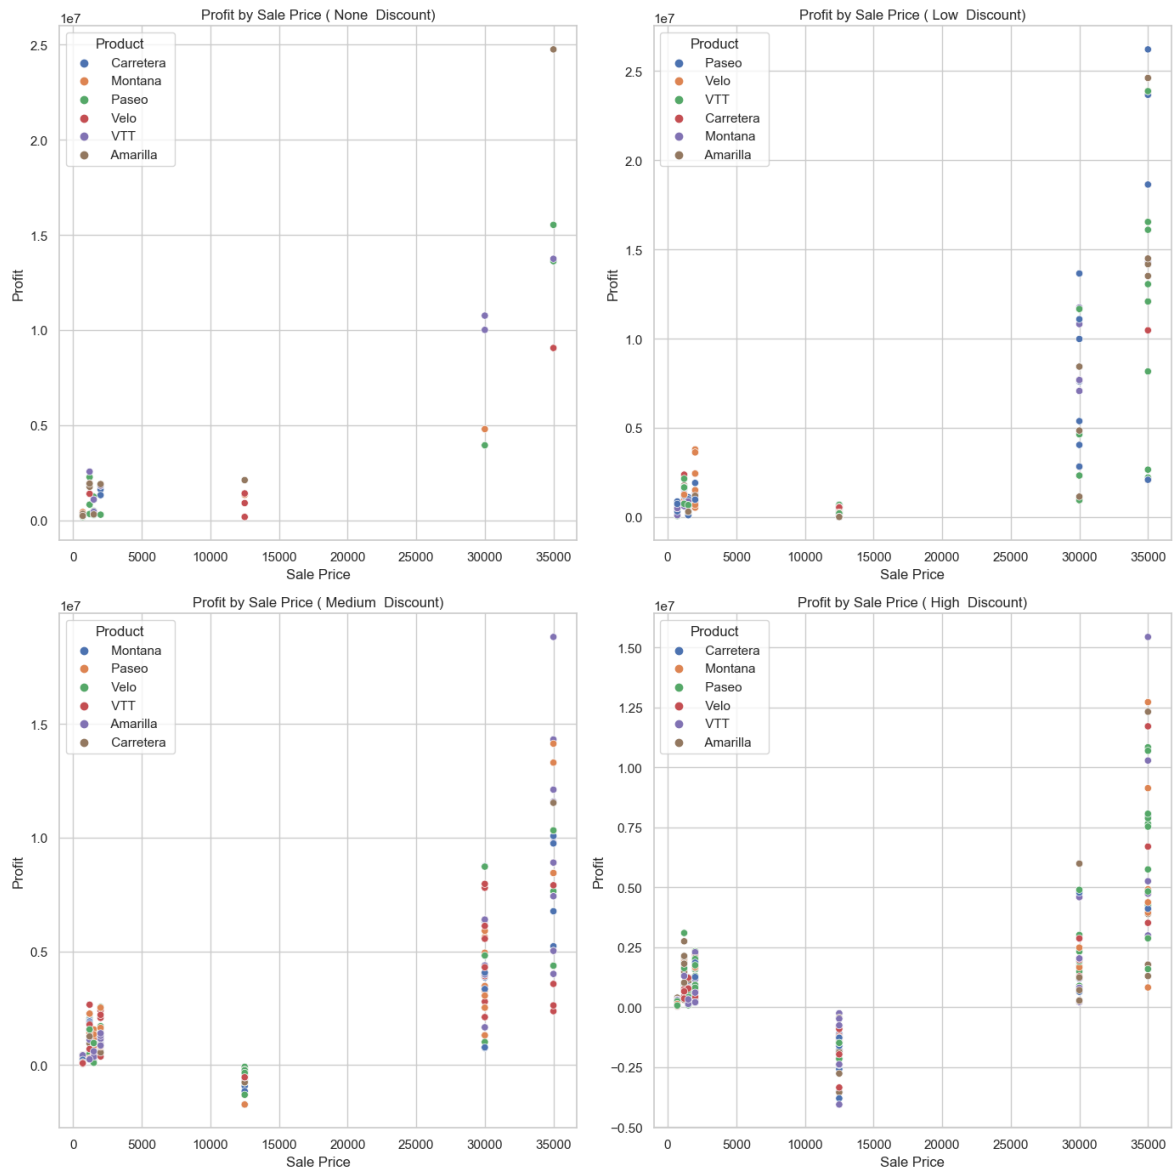 Profit by Sale Price ( None  Discount)
1e7
Product
Carretera
Montana
Paseo
Velo
VTT
Amarilla
2.5
2.0
1.5
1.0
0.5
0.0
Profit
0 5000 10000 15000 20000 25000 30000 35000
Sale Price
Profit by Sale Price ( Low  Discount)
1e7
Product
Paseo
Velo
VTT
Carretera
Montana
Amarilla
2.5
2.0
1.5
1.0
0.5
0.0
Profit
0 5000 10000 15000 20000 25000 30000 35000
Sale Price
Profit by Sale Price ( Medium  Discount)
1e7
Product
Montana
Paseo
Velo
VTT
Amarilla
Carretera
1.5
1.0
0.5
0.0
Profit
0 5000 10000 15000 20000 25000 30000 35000
Sale Price
Profit by Sale Price ( High  Discount)
1e7
Product
Carretera
Montana
Paseo
Velo
VTT
Amarilla
1.50
1.25
1.00
0.75
0.50
0.25
0.00
−0.25
−0.50
Profit
0 5000 10000 15000 20000 25000 30000 35000
Sale Price